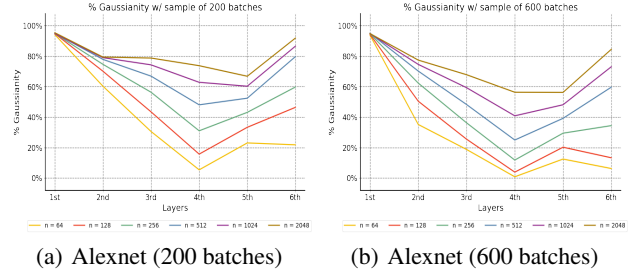 % Gaussianity w/ sample of 200 batches
100%
80%
60%
40%
20%
0%
% Gaussianity
1st 2nd 3rd 4th 5th 6th
Layers
n = 64 n = 128 n = 256 n = 512 n = 1024 n = 2048
(a) Alexnet (200 batches)
% Gaussianity w/ sample of 600 batches
100%
80%
60%
40%
20%
0%
% Gaussianity
1st 2nd 3rd 4th 5th 6th
Layers
n = 64 n = 128 n = 256 n = 512 n = 1024 n = 2048
(b) Alexnet (600 batches)